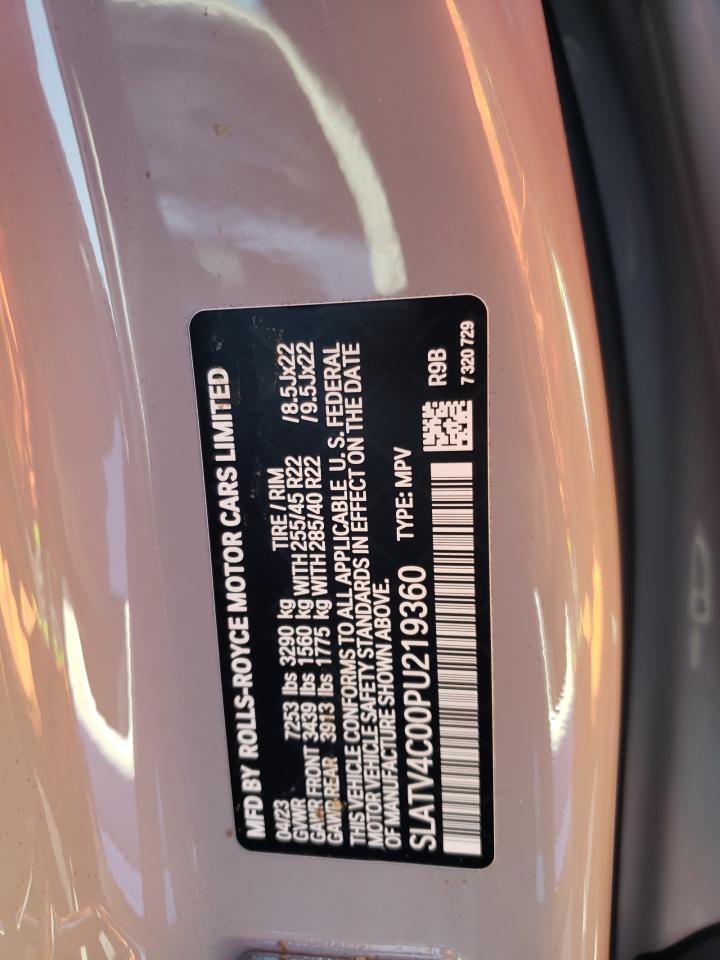 MFD BY ROLLS-ROYCE MOTOR CARS LIMITED
04/23
GVWR 7253 lbs 3290 kg TIRE / RIM
GAWR FRONT 3439 lbs 1560 kg WITH 255/45 R22 /8.5Jx22
GAWR REAR 3913 lbs 1775 kg WITH 285/40 R22 /9.5Jx22
THIS VEHICLE CONFORMS TO ALL APPLICABLE U. S. FEDERAL
MOTOR VEHICLE SAFETY STANDARDS IN EFFECT ON THE DATE
OF MANUFACTURE SHOWN ABOVE.
SLATV4C00PU219360 TYPE: MPV
R9B
7 320 729